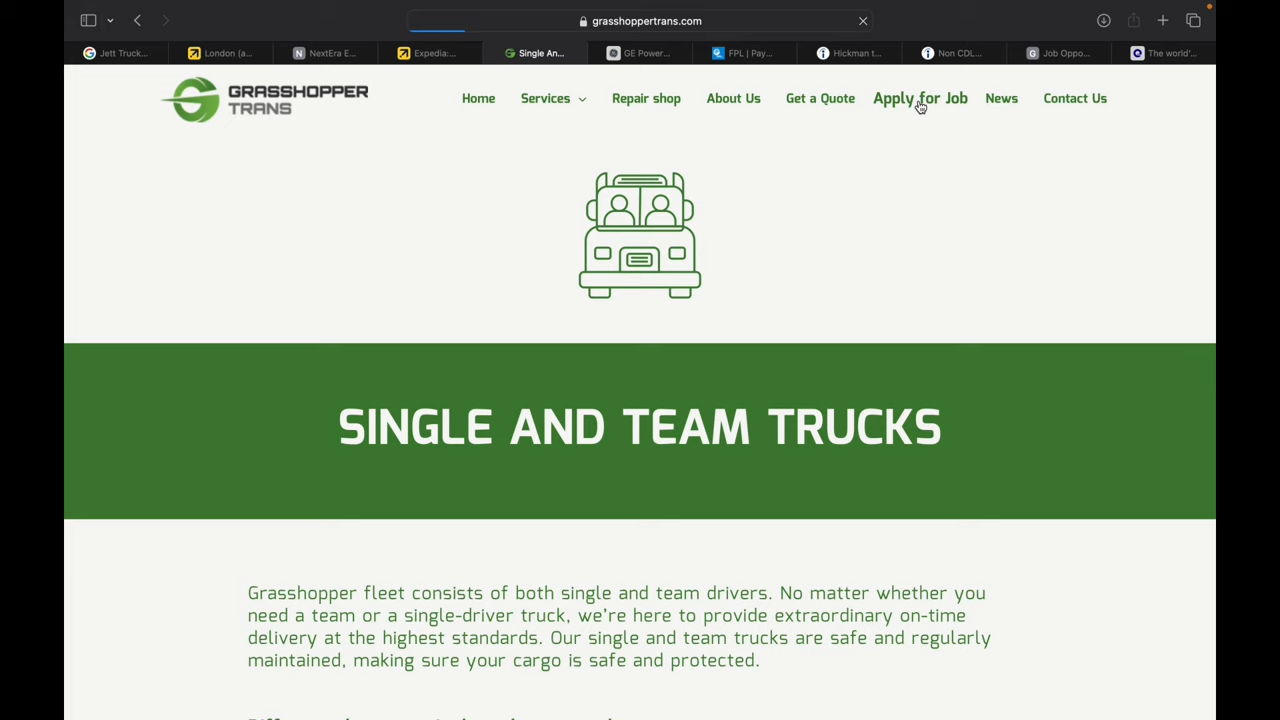 grasshoppertrans.com
Jett Truck...
London (a...
NextEra E...
Expedia:...
Single An...
GE Power...
FPL | Pay...
Hickman t...
Non CDL...
Job Oppo...
The world'...
GRASSHOPPER
TRANS
Home
Services
Repair shop
About Us
Get a Quote
Apply for Job
News
Contact Us
SINGLE AND TEAM TRUCKS
Grasshopper fleet consists of both single and team drivers. No matter whether you
need a team or a single-driver truck, we're here to provide extraordinary on-time
delivery at the highest standards. Our single and team trucks are safe and regularly
maintained, making sure your cargo is safe and protected.